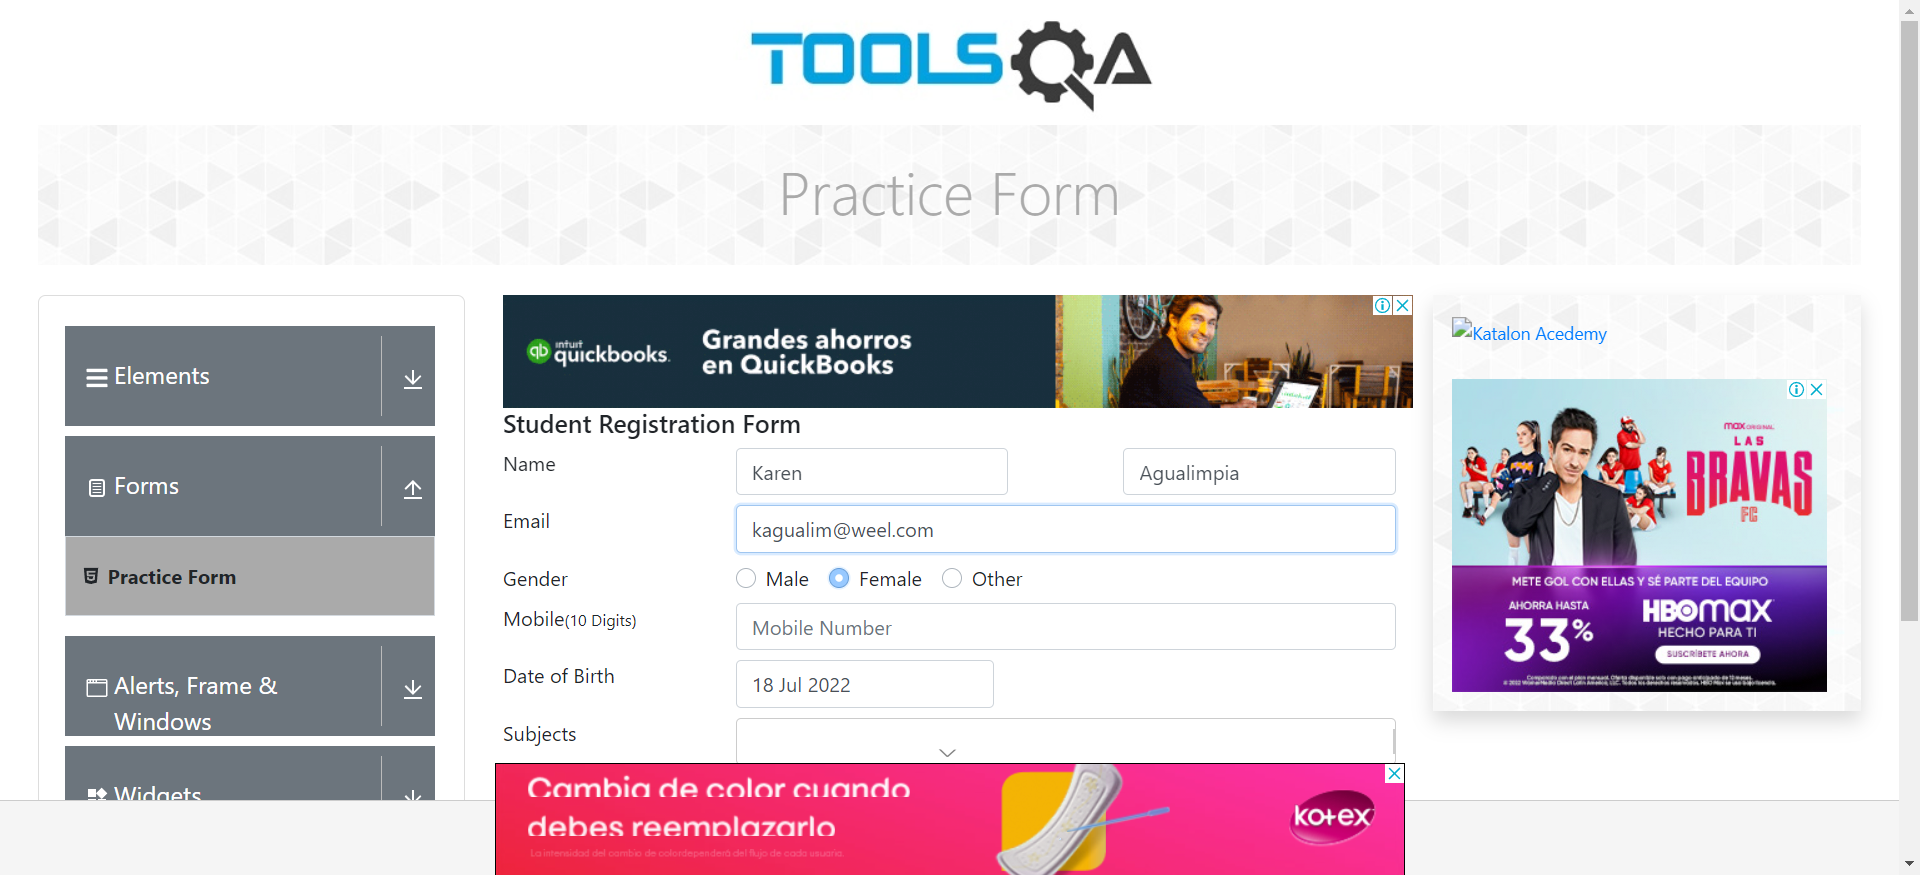 TOOLSQA
Practice Form
Elements
Forms
Practice Form
Alerts, Frame &
Windows
Widgets
intuit
quickbooks.
Grandes ahorros
en QuickBooks
Student Registration Form
Name
Karen
Agualimpia
Email
kagualim@weel.com
Gender
Male
Female
Other
Mobile(10 Digits)
Mobile Number
Date of Birth
18 Jul 2022
Subjects
Cambia de color cuando
debes reemplazarlo
La intensidad del cambio de color dependerá del flujo de cada usuaria.
kotex
Katalon Acedemy
max ORIGINAL
LAS
BRAVAS
FC
METE GOL CON ELLAS Y SÉ PARTE DEL EQUIPO
AHORRA HASTA
33%
HBOmax
HECHO PARA TI
SUSCRÍBETE AHORA